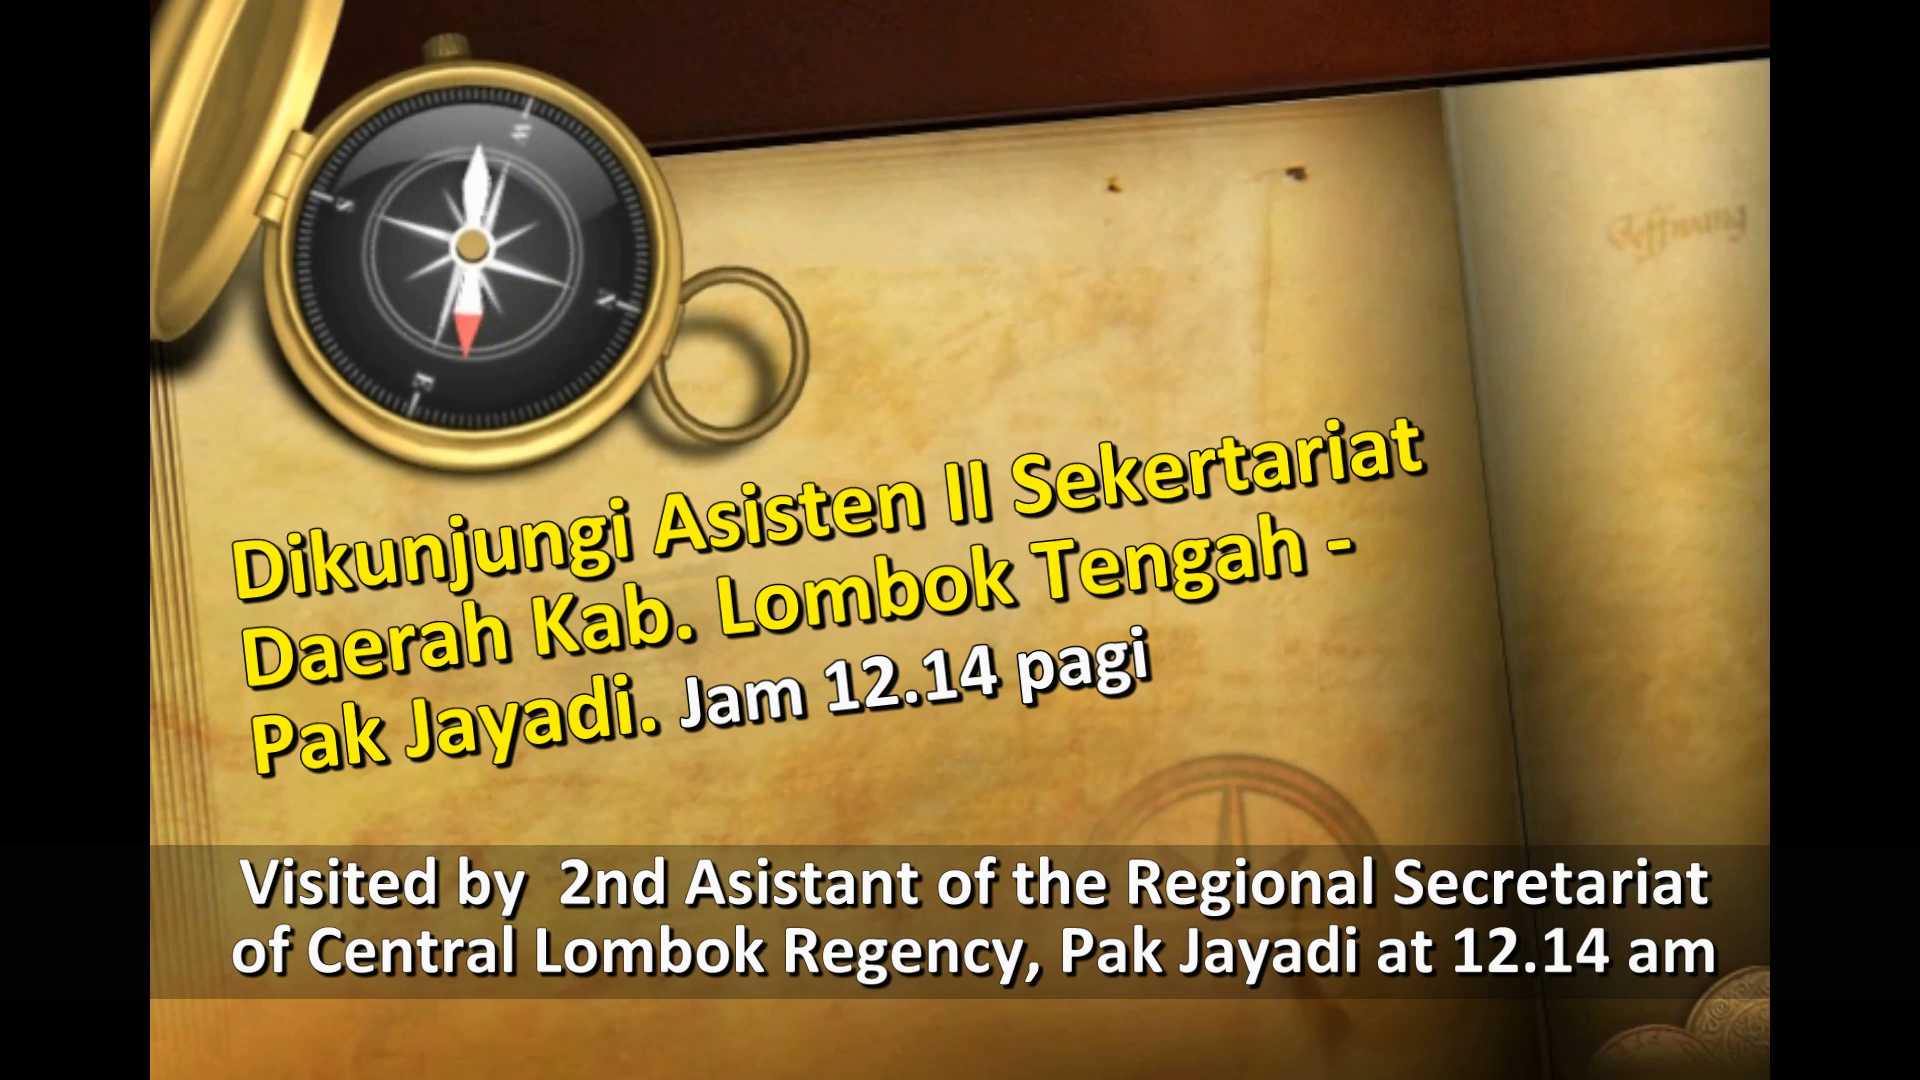 W
S
N
E
Dikunjungi Asisten II Sekertariat
Daerah Kab. Lombok Tengah -
Pak Jayadi. Jam 12.14 pagi
Visited by  2nd Asistant of the Regional Secretariat
of Central Lombok Regency, Pak Jayadi at 12.14 am